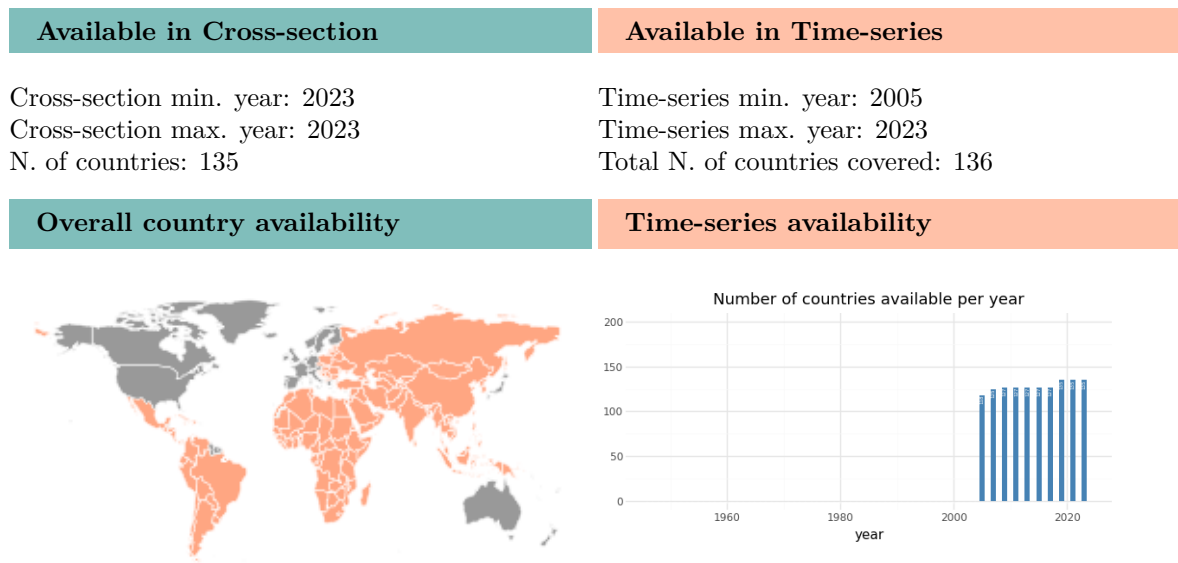 Available in Cross-section
Available in Time-series
Cross-section min. year: 2023
Cross-section max. year: 2023
N. of countries: 135
Time-series min. year: 2005
Time-series max. year: 2023
Total N. of countries covered: 136
Overall country availability
Time-series availability
Number of countries available per year
200
150
100
50
0
1960 1980 2000 2020
year